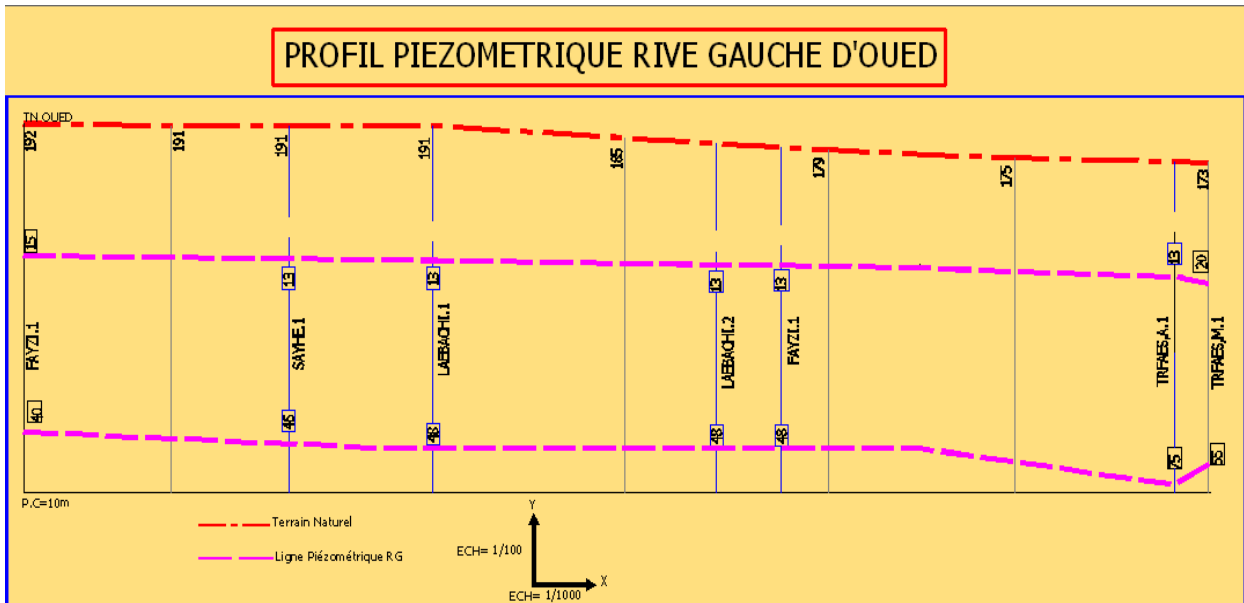 PROFIL PIEZOMETRIQUE RIVE GAUCHE D'OUED
TN OUED
192
191
191
191
185
179
175
173
15
13
13
13
13
13
20
FAYZI.1
SAYHE.1
LAEBACHI.1
LAEBACHI.2
FAYZI.1
TRFAES,A.1
TRFAES,M.1
40
46
48
48
48
75
55
P.C=10m
Terrain Naturel
Ligne Piézométrique RG
Y
ECH= 1/100
X
ECH= 1/1000